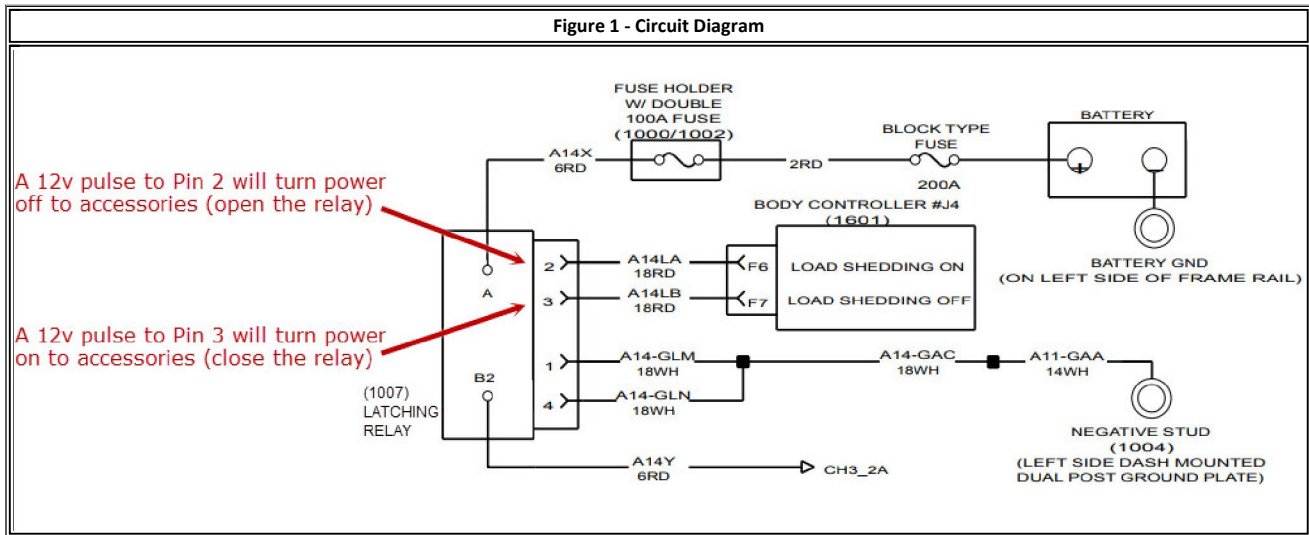 Figure 1 - Circuit Diagram
FUSE HOLDER
W/ DOUBLE
100A FUSE
(1000/1002)
BLOCK TYPE
FUSE
200A
BATTERY
+
−
A14X
6RD
2RD
A 12v pulse to Pin 2 will turn power
off to accessories (open the relay)
BODY CONTROLLER #J4
(1601)
BATTERY GND
(ON LEFT SIDE OF FRAME RAIL)
A
2
A14LA
18RD
F6
LOAD SHEDDING ON
3
A14LB
18RD
F7
LOAD SHEDDING OFF
A 12v pulse to Pin 3 will turn power
on to accessories (close the relay)
1
A14-GLM
18WH
A14-GAC
18WH
A11-GAA
14WH
B2
4
A14-GLN
18WH
(1007)
LATCHING
RELAY
NEGATIVE STUD
(1004)
(LEFT SIDE DASH MOUNTED
DUAL POST GROUND PLATE)
A14Y
6RD
CH3_2A